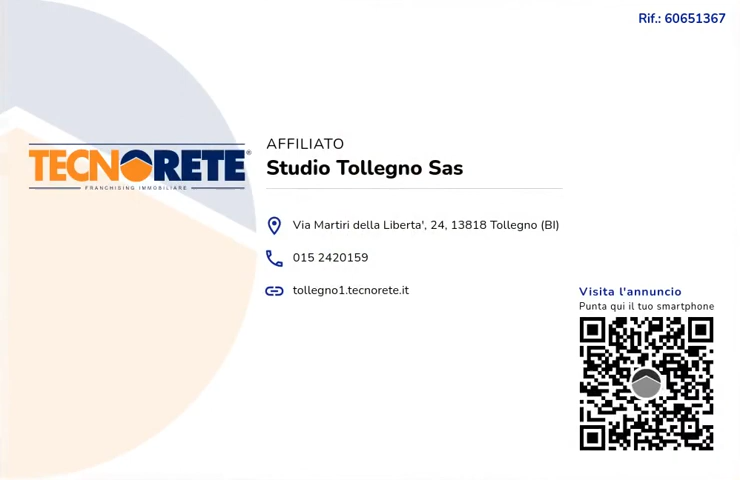 Rif.: 60651367
TECNORETE®
FRANCHISING IMMOBILIARE
AFFILIATO
Studio Tollegno Sas
Via Martiri della Liberta', 24, 13818 Tollegno (BI)
015 2420159
tollegno1.tecnorete.it
Visita l'annuncio
Punta qui il tuo smartphone